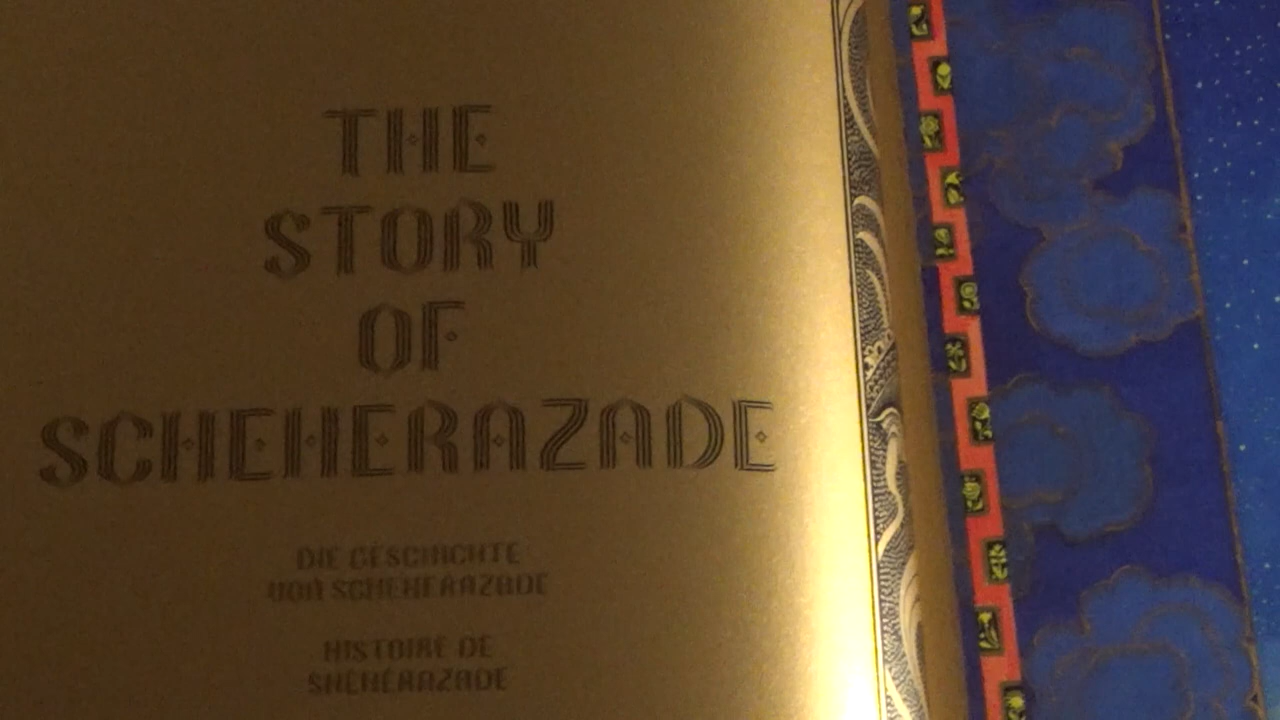 THE
STORY
OF
SCHEHERAZADE
DIE GESCHICHTE
VON SCHEHERAZADE
HISTOIRE DE
SHÉHÉRAZADE